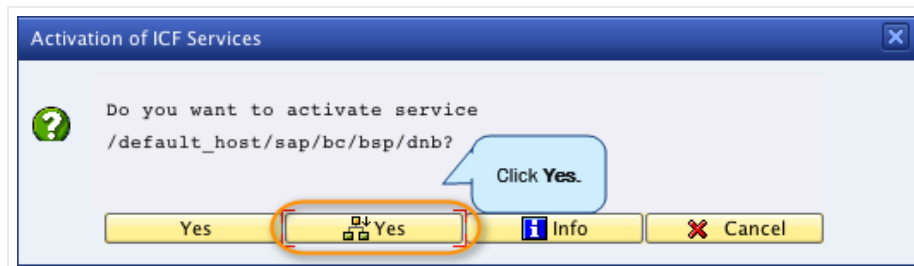 Activation of ICF Services
Do you want to activate service
/default_host/sap/bc/bsp/dnb?
Click Yes.
Yes
Yes
Info
Cancel